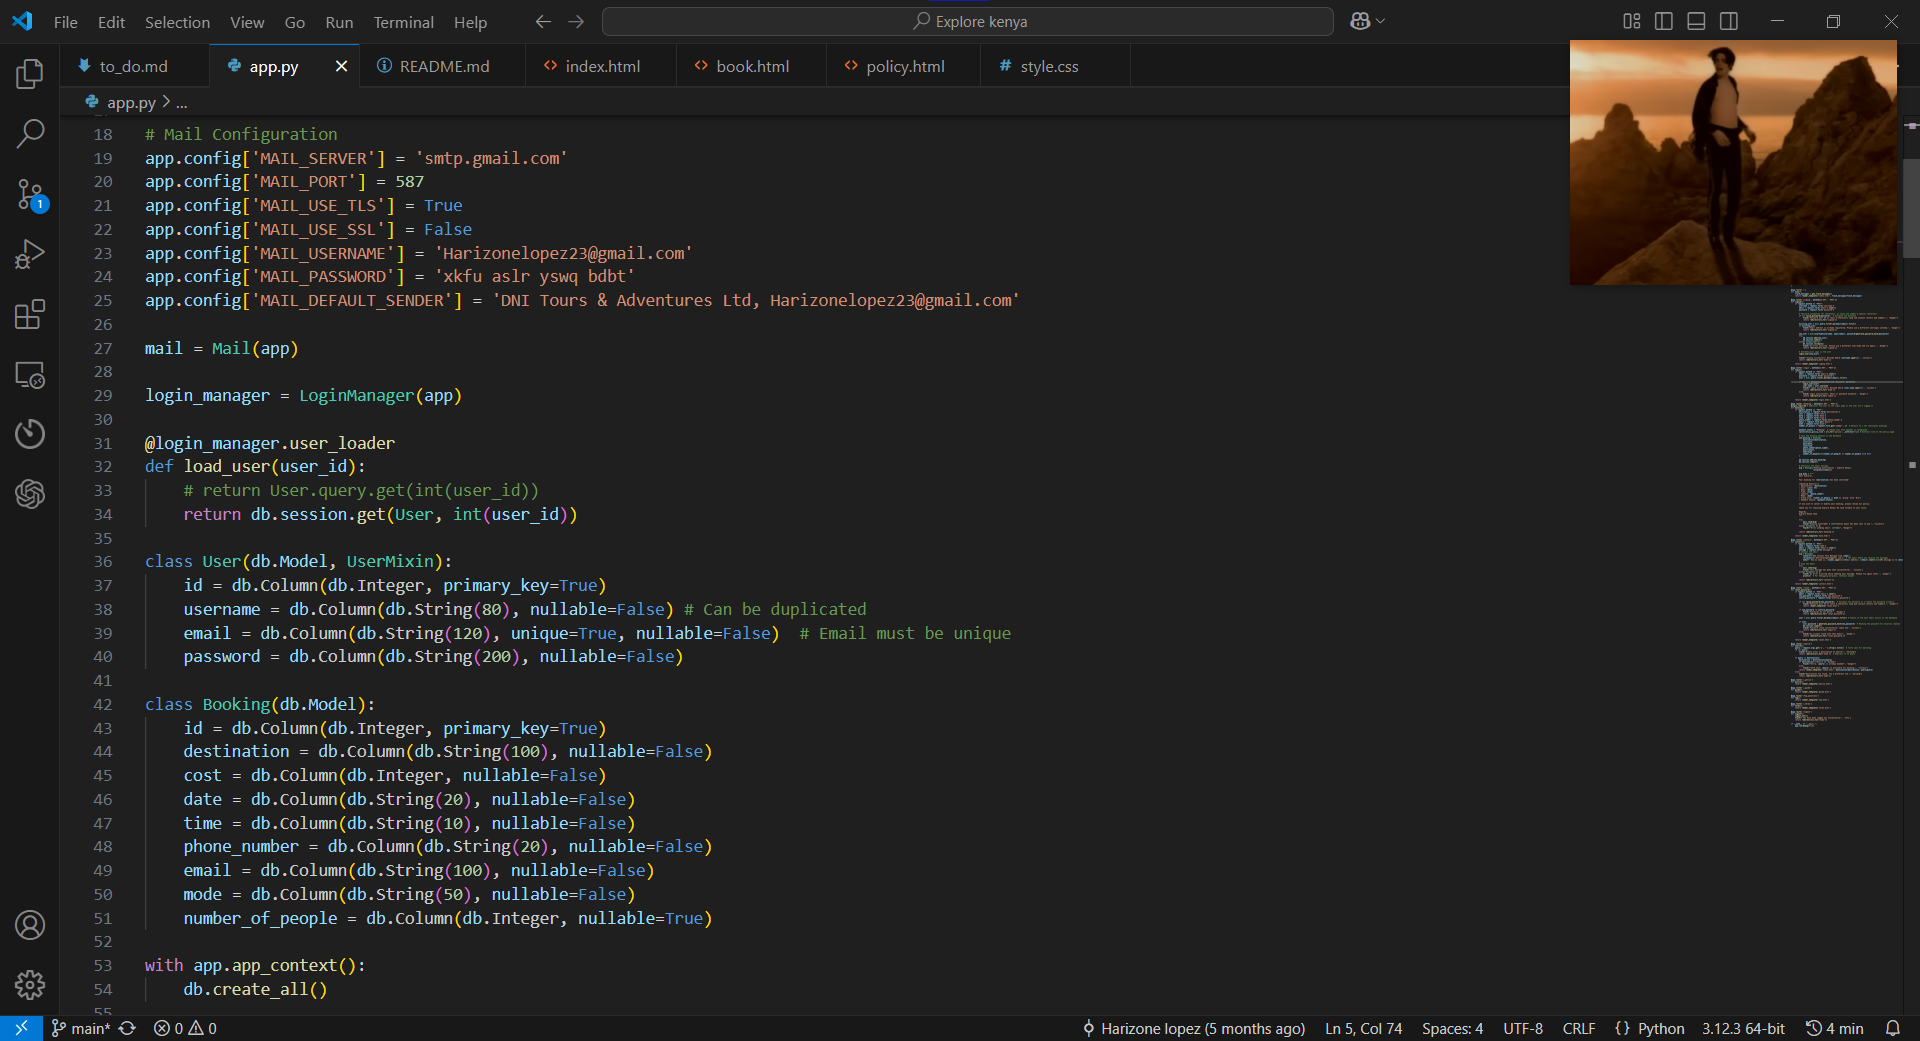 File Edit Selection View Go Run Terminal Help
Explore kenya
to_do.md app.py README.md index.html book.html policy.html style.css
app.py > ...
18 # Mail Configuration
19 app.config['MAIL_SERVER'] = 'smtp.gmail.com'
20 app.config['MAIL_PORT'] = 587
21 app.config['MAIL_USE_TLS'] = True
22 app.config['MAIL_USE_SSL'] = False
23 app.config['MAIL_USERNAME'] = 'Harizonelopez23@gmail.com'
24 app.config['MAIL_PASSWORD'] = 'xkfu aslr yswq bdbt'
25 app.config['MAIL_DEFAULT_SENDER'] = 'DNI Tours & Adventures Ltd, Harizonelopez23@gmail.com'
26
27 mail = Mail(app)
28
29 login_manager = LoginManager(app)
30
31 @login_manager.user_loader
32 def load_user(user_id):
33 # return User.query.get(int(user_id))
34 return db.session.get(User, int(user_id))
35
36 class User(db.Model, UserMixin):
37 id = db.Column(db.Integer, primary_key=True)
38 username = db.Column(db.String(80), nullable=False) # Can be duplicated
39 email = db.Column(db.String(120), unique=True, nullable=False)  # Email must be unique
40 password = db.Column(db.String(200), nullable=False)
41
42 class Booking(db.Model):
43 id = db.Column(db.Integer, primary_key=True)
44 destination = db.Column(db.String(100), nullable=False)
45 cost = db.Column(db.Integer, nullable=False)
46 date = db.Column(db.String(20), nullable=False)
47 time = db.Column(db.String(10), nullable=False)
48 phone_number = db.Column(db.String(20), nullable=False)
49 email = db.Column(db.String(100), nullable=False)
50 mode = db.Column(db.String(50), nullable=False)
51 number_of_people = db.Column(db.Integer, nullable=True)
52
53 with app.app_context():
54 db.create_all()
55
1
main* 0 0 Harizone lopez (5 months ago) Ln 5, Col 74 Spaces: 4 UTF-8 CRLF {} Python 3.12.3 64-bit 4 min